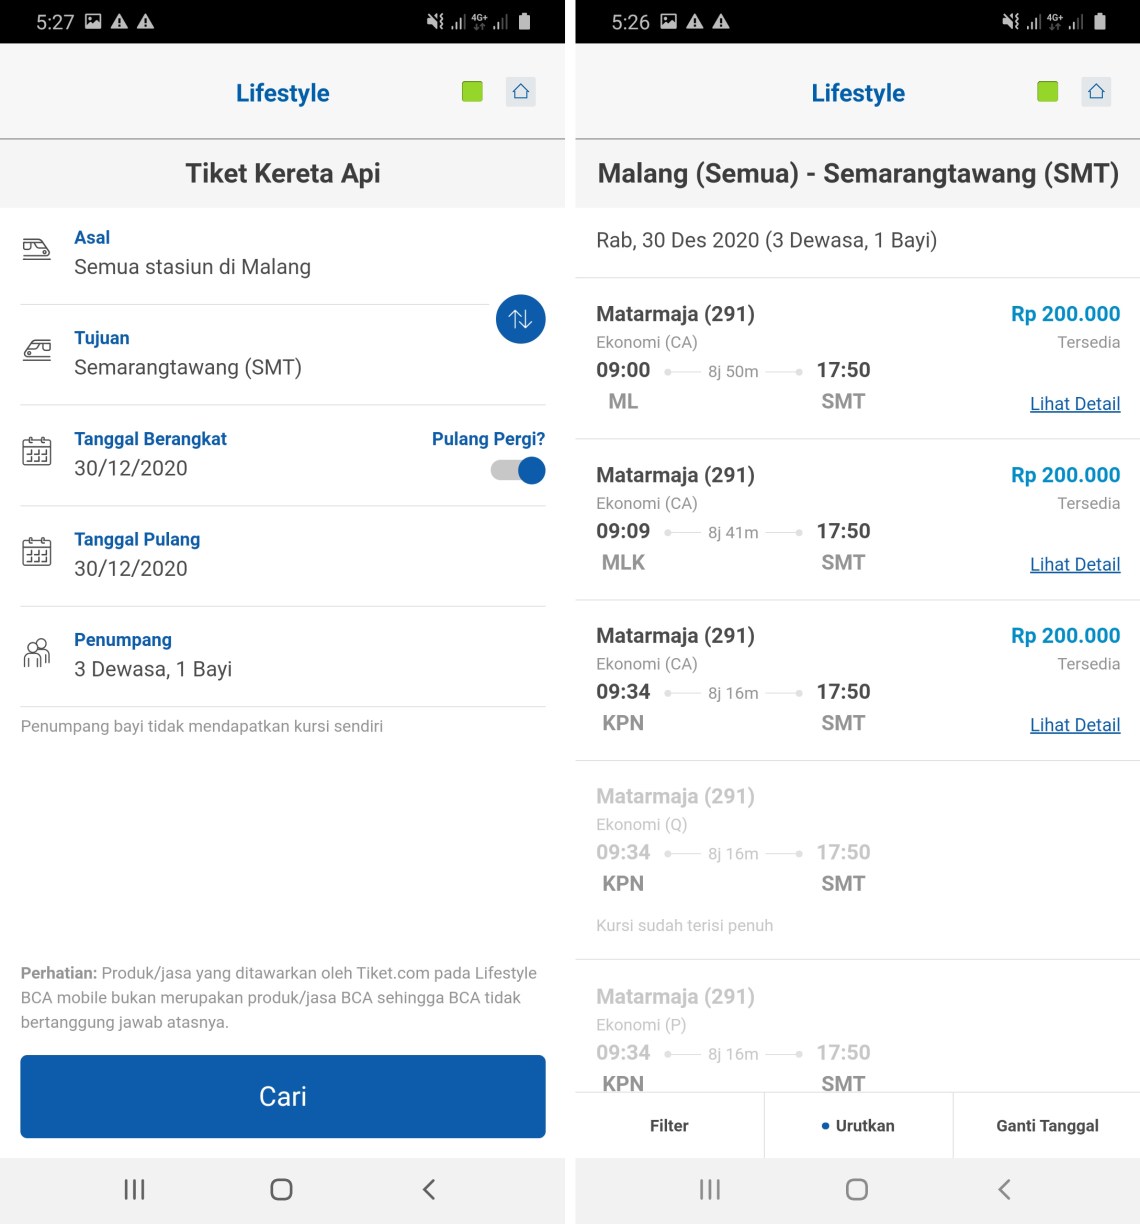 5:27
4G+
Lifestyle
Tiket Kereta Api
Asal
Semua stasiun di Malang
Tujuan
Semarangtawang (SMT)
Tanggal Berangkat
Pulang Pergi?
30/12/2020
Tanggal Pulang
30/12/2020
Penumpang
3 Dewasa, 1 Bayi
Penumpang bayi tidak mendapatkan kursi sendiri
Perhatian: Produk/jasa yang ditawarkan oleh Tiket.com pada Lifestyle
BCA mobile bukan merupakan produk/jasa BCA sehingga BCA tidak
bertanggung jawab atasnya.
Cari
5:26
4G+
Lifestyle
Malang (Semua) - Semarangtawang (SMT)
Rab, 30 Des 2020 (3 Dewasa, 1 Bayi)
Matarmaja (291) Rp 200.000
Ekonomi (CA) Tersedia
09:00 8j 50m 17:50
ML SMT Lihat Detail
Matarmaja (291) Rp 200.000
Ekonomi (CA) Tersedia
09:09 8j 41m 17:50
MLK SMT Lihat Detail
Matarmaja (291) Rp 200.000
Ekonomi (CA) Tersedia
09:34 8j 16m 17:50
KPN SMT Lihat Detail
Matarmaja (291)
Ekonomi (Q)
09:34 8j 16m 17:50
KPN SMT
Kursi sudah terisi penuh
Matarmaja (291)
Ekonomi (P)
09:34 8j 16m 17:50
KPN SMT
Filter Urutkan Ganti Tanggal